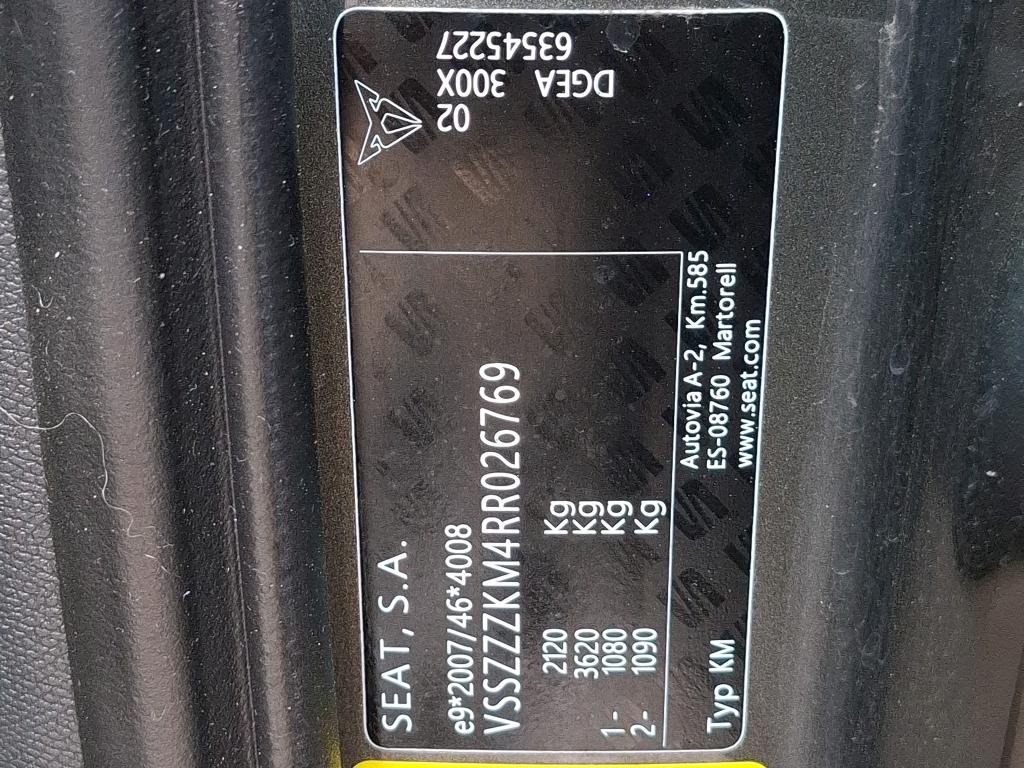 SEAT, S.A.
e9*2007/46*4008
VSSZZZKM4RR026769
2120 Kg
3620 Kg
1- 1080 Kg
2- 1090 Kg
Typ KM
Autovia A-2, Km.585
ES-08760 Martorell
www.seat.com
02
DGEA 300X
63545227